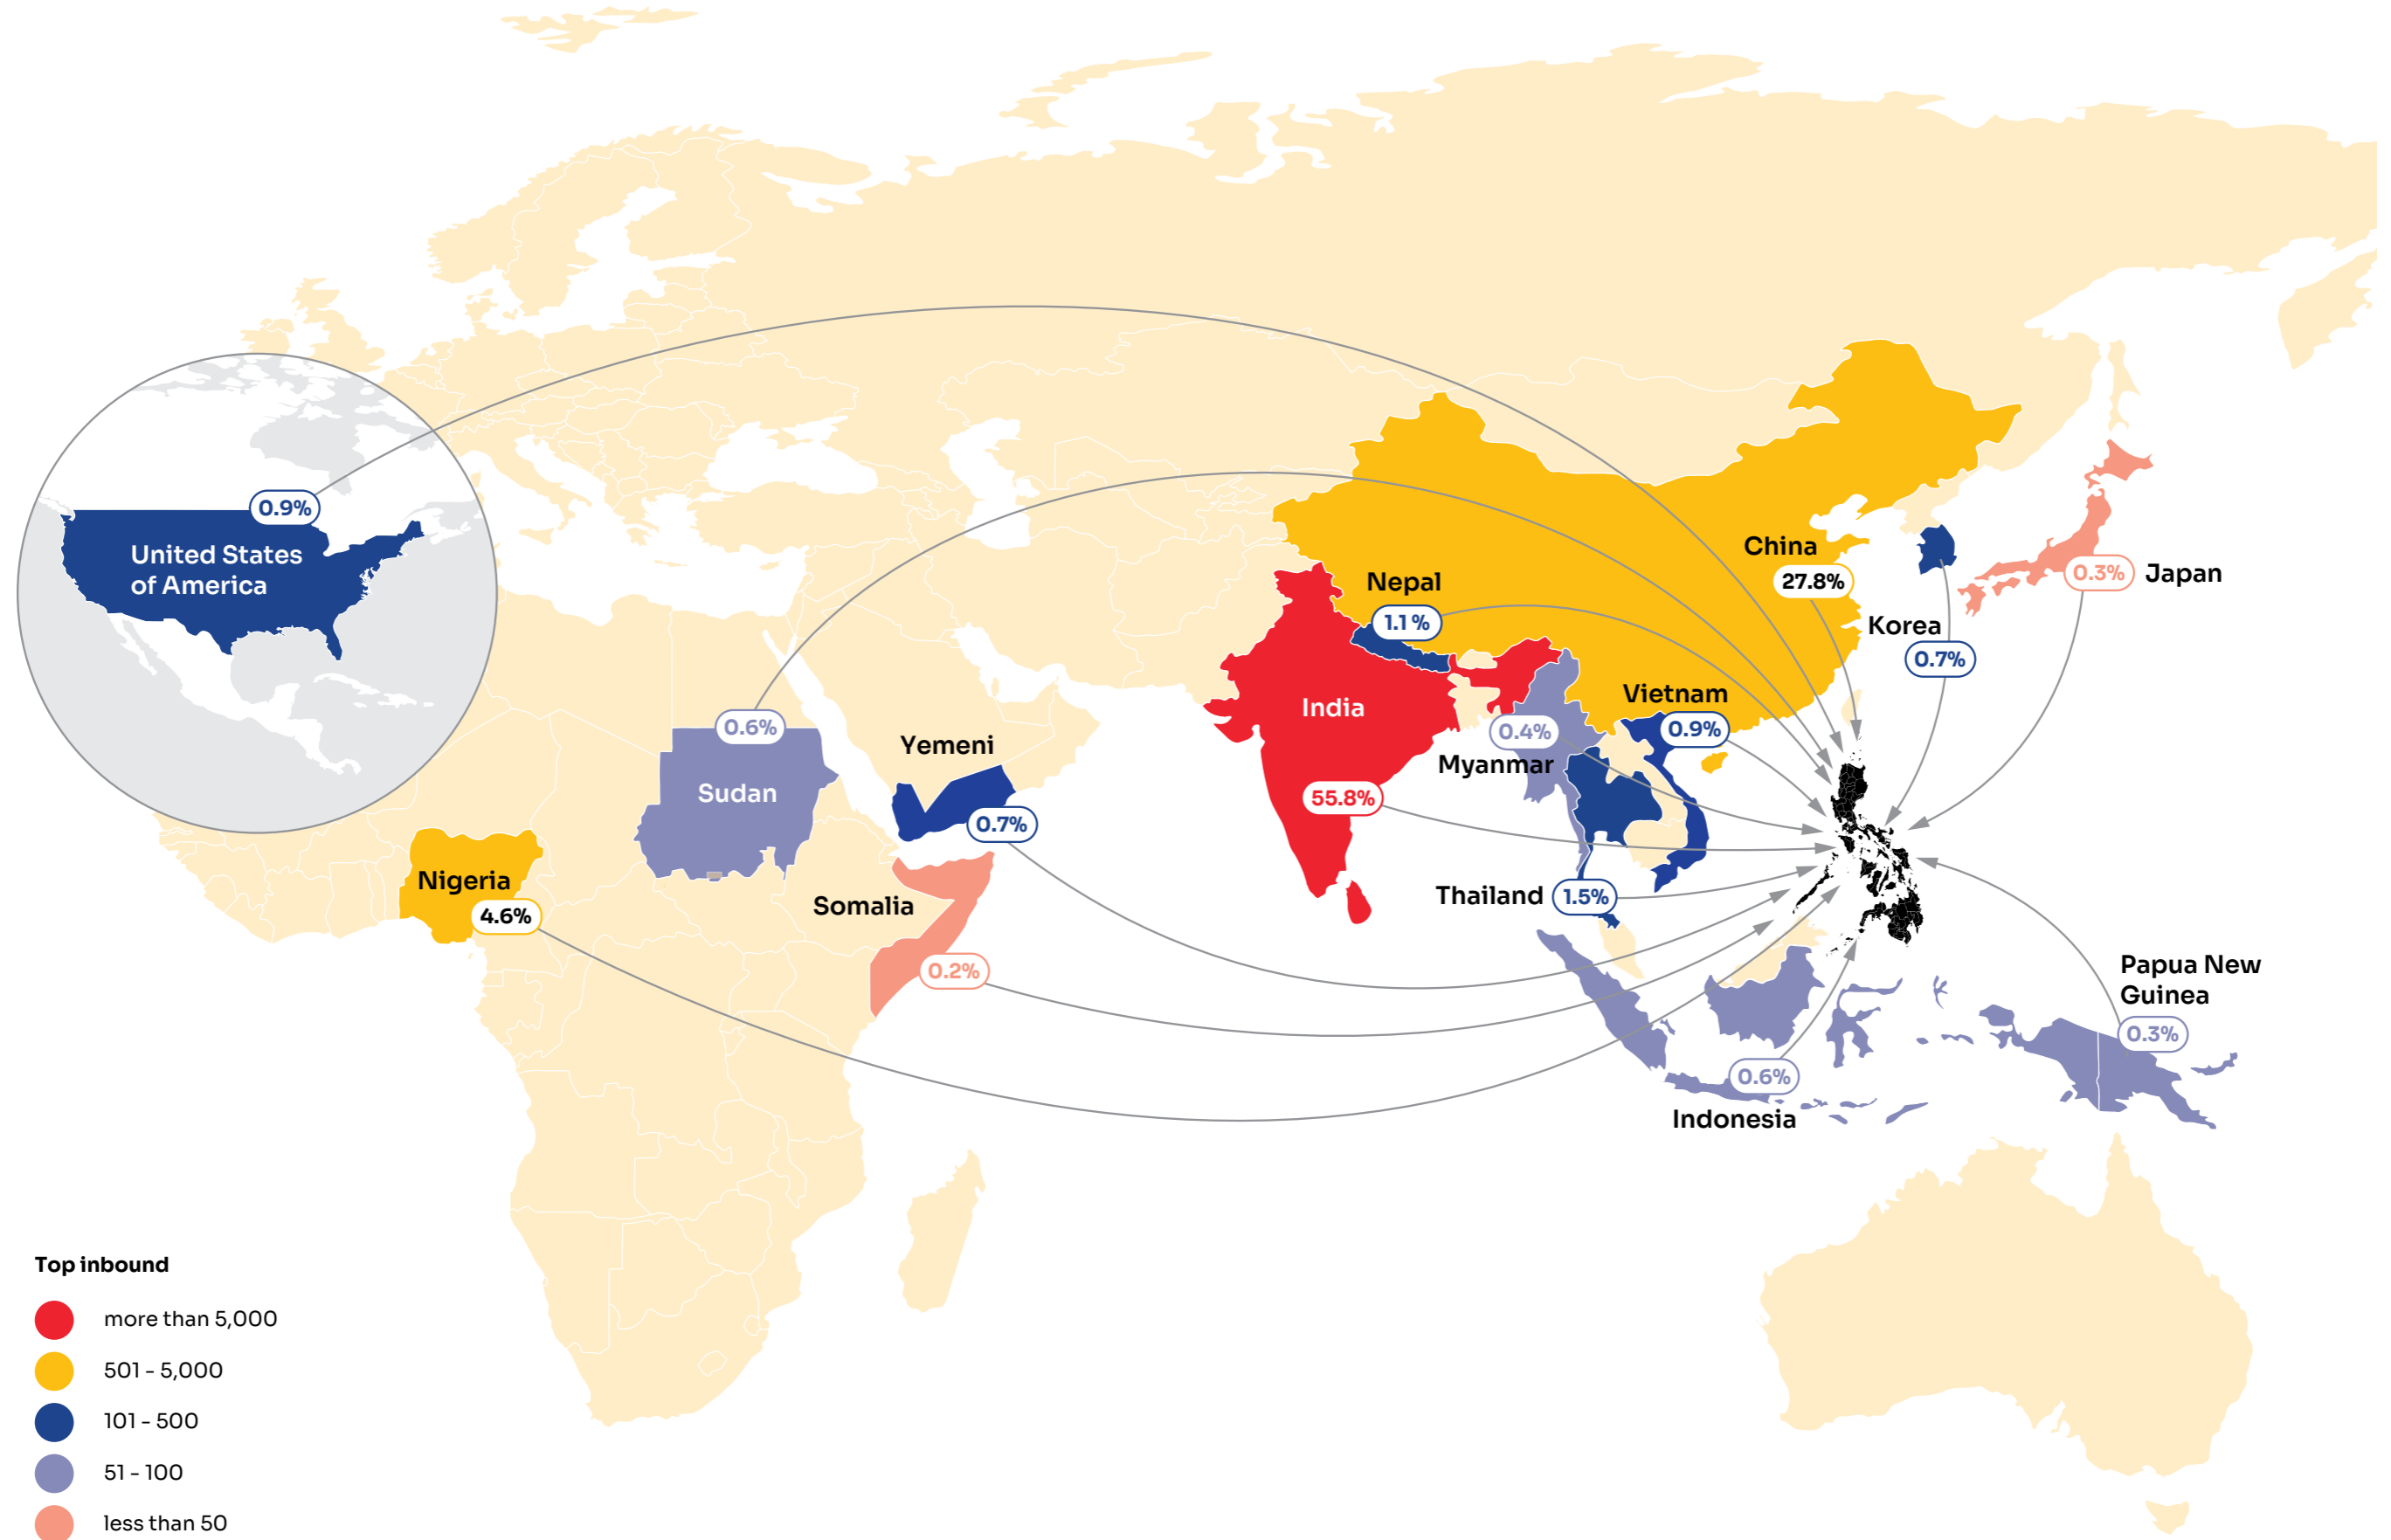 0.9%
United States
of America
China
27.8%
Nepal
1.1 %
0.3%
Japan
Korea
0.7%
Vietnam
0.9%
India
0.4%
Myanmar
55.8%
0.6%
Sudan
Yemeni
0.7%
Nigeria
4.6%
Somalia
0.2%
Thailand
1.5%
Papua New
Guinea
0.3%
0.6%
Indonesia
Top inbound
more than 5,000
501 - 5,000
101 - 500
51 - 100
less than 50